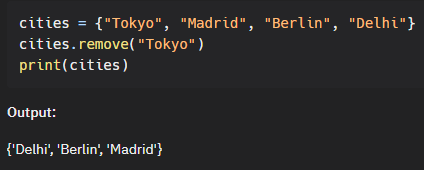 cities = {"Tokyo", "Madrid", "Berlin", "Delhi"}
cities.remove("Tokyo")
print(cities)
Output:
{'Delhi', 'Berlin', 'Madrid'}